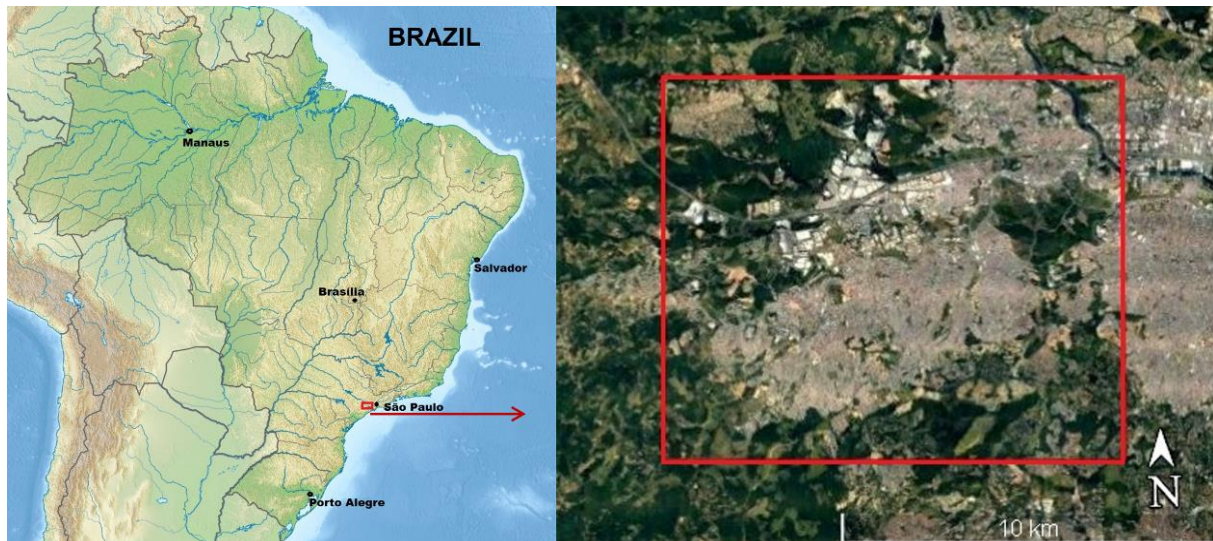 BRAZIL
Manaus
Salvador
Brasília
São Paulo
Porto Alegre
N
10 km